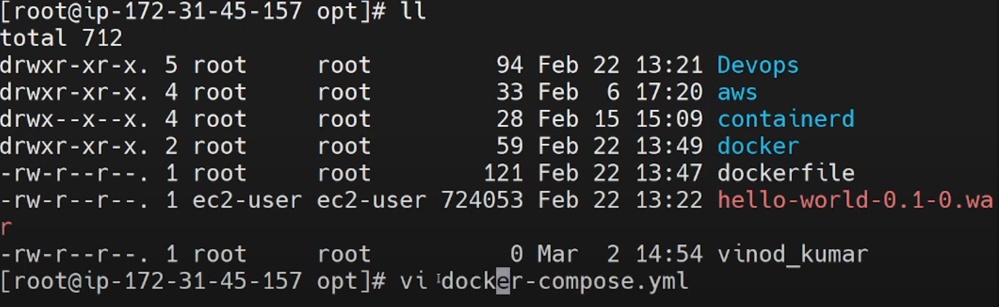 [root@ip-172-31-45-157 opt]# ll
total 712
drwxr-xr-x. 5 root     root         94 Feb 22 13:21 Devops
drwxr-xr-x. 4 root     root         33 Feb  6 17:20 aws
drwx--x--x. 4 root     root         28 Feb 15 15:09 containerd
drwxr-xr-x. 2 root     root         59 Feb 22 13:49 docker
-rw-r--r--. 1 root     root        121 Feb 22 13:47 dockerfile
-rw-r--r--. 1 ec2-user ec2-user 724053 Feb 22 13:22 hello-world-0.1-0.wa
r
-rw-r--r--. 1 root     root          0 Mar  2 14:54 vinod_kumar
[root@ip-172-31-45-157 opt]# vi docker-compose.yml